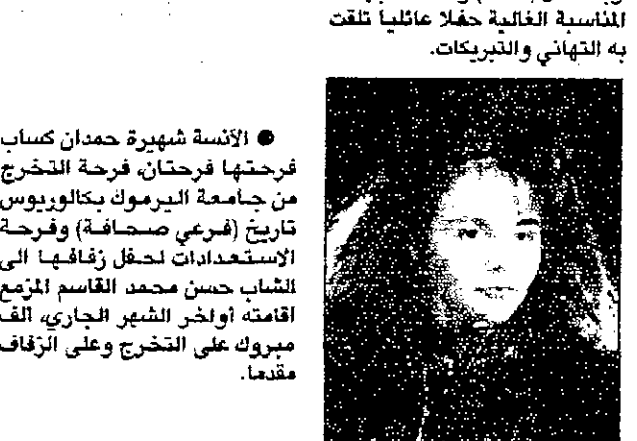 المناسبة الغالية حفلا عائليا تلقت
به التهاني والتبريكات.
● الآنسة شهيرة حمدان كساب
فرحتها فرحتان، فرحة التخرج
من جامعة اليرموك بكالوريوس
تاريخ (فرعي صحافة) وفرحة
الاستعدادات لحفل زفافها الى
الشاب حسن محمد القاسم المزمع
اقامته أواخر الشهر الجاري، الف
مبروك على التخرج وعلى الزفاف
مقدما.